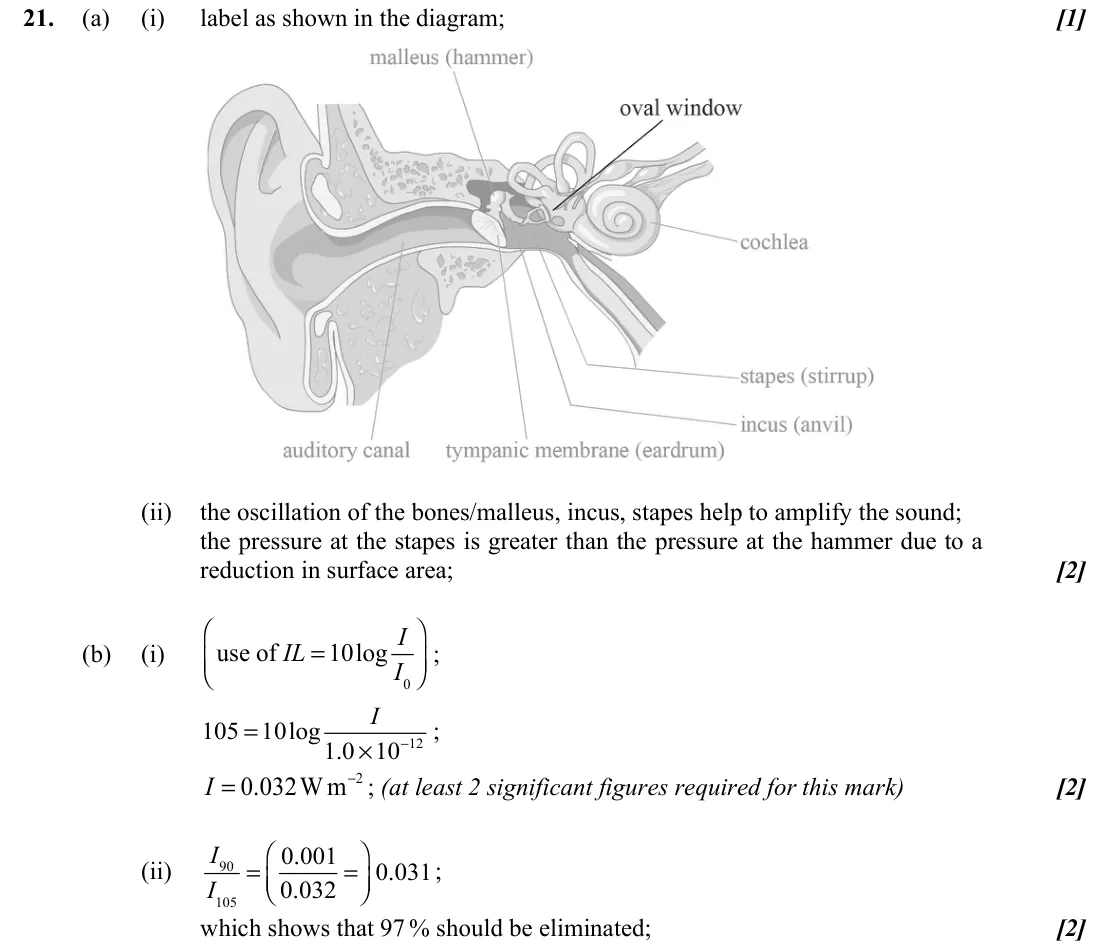 21. (a) (i) label as shown in the diagram; [1]
malleus (hammer)
oval window
cochlea
stapes (stirrup)
incus (anvil)
auditory canal tympanic membrane (eardrum)
(ii) the oscillation of the bones/malleus, incus, stapes help to amplify the sound;
the pressure at the stapes is greater than the pressure at the hammer due to a
reduction in surface area; [2]
(b) (i) (use of IL = 10 log I/I₀);
105 = 10 log I/(1.0 × 10⁻¹²);
I = 0.032 W m⁻²; (at least 2 significant figures required for this mark) [2]
(ii) I₉₀/I₁₀₅ = (0.001/0.032 =) 0.031;
which shows that 97 % should be eliminated; [2]